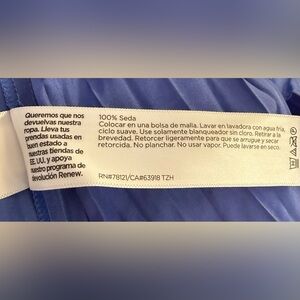 Queremos que nos
devuelvas nuestra
ropa. Lleva tus
prendas usadas en
buen estado a
nuestras tiendas de
EE. UU. y apoya
nuestro programa de
devolución Renew.
100% Seda
Colocar en una bolsa de malla. Lavar en lavadora con agua fría,
ciclo suave. Use solamente blanqueador sin cloro. Retirar a la
brevedad. Retorcer ligeramente para que se arrugue y secar
retorcida. No planchar. No usar vapor. Puede lavarse en seco.
RN#78121/CA#63918 TZH